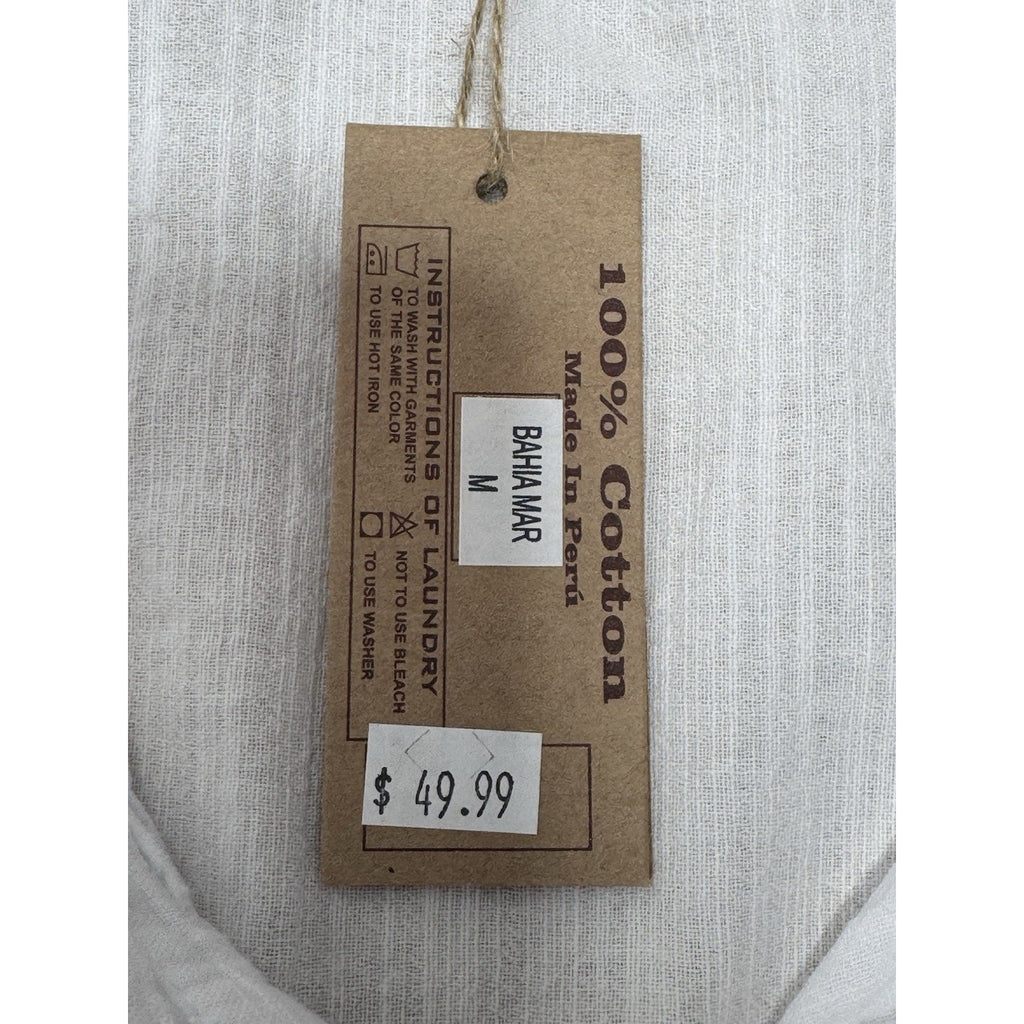 100% Cotton
Made In Perú
BAHIA MAR
M
INSTRUCTIONS OF LAUNDRY
TO WASH WITH GARMENTS
OF THE SAME COLOR
TO USE HOT IRON
NOT TO USE BLEACH
TO USE WASHER
$ 49.99